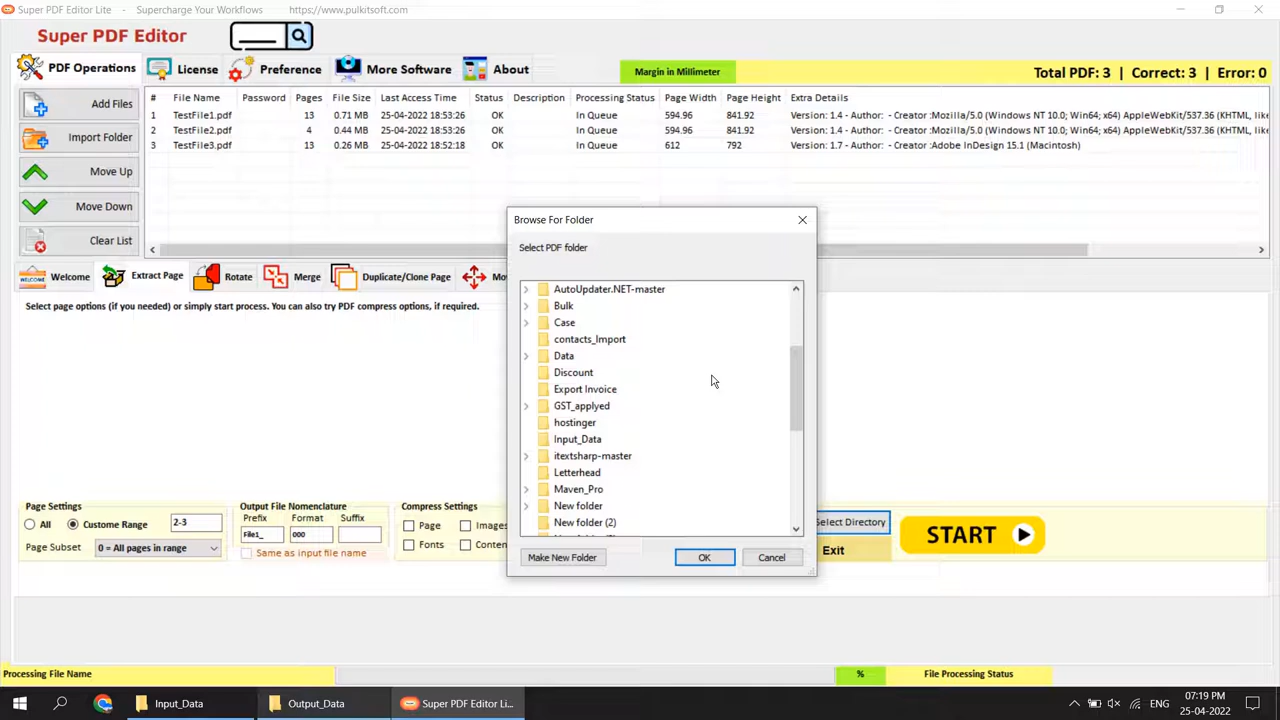 Super PDF Editor Lite - Supercharge Your Workflows https://www.pulkitsoft.com
Super PDF Editor
PDF Operations License Preference More Software About
Margin in Millimeter
Total PDF: 3 | Correct: 3 | Error: 0
Add Files
Import Folder
Move Up
Move Down
Clear List
# File Name Password Pages File Size Last Access Time Status Description Processing Status Page Width Page Height Extra Details
1 TestFile1.pdf 13 0.71 MB 25-04-2022 18:53:26 OK In Queue 594.96 841.92 Version: 1.4 - Author: - Creator :Mozilla/5.0 (Windows NT 10.0; Win64; x64) AppleWebKit/537.36 (KHTML, like
2 TestFile2.pdf 4 0.44 MB 25-04-2022 18:53:26 OK In Queue 594.96 841.92 Version: 1.4 - Author: - Creator :Mozilla/5.0 (Windows NT 10.0; Win64; x64) AppleWebKit/537.36 (KHTML, like
3 TestFile3.pdf 13 0.26 MB 25-04-2022 18:52:18 OK In Queue 612 792 Version: 1.7 - Author: - Creator :Adobe InDesign 15.1 (Macintosh)
Welcome Extract Page Rotate Merge Duplicate/Clone Page
Select page options (if you needed) or simply start process. You can also try PDF compress options, if required.
Browse For Folder
Select PDF folder
AutoUpdater.NET-master
Bulk
Case
contacts_Import
Data
Discount
Export Invoice
GST_applyed
hostinger
Input_Data
itextsharp-master
Letterhead
Maven_Pro
New folder
New folder (2)
Make New Folder OK Cancel
Page Settings
All Custome Range 2-3
Page Subset 0 = All pages in range
Output File Nomenclature
Prefix Format Suffix
File1_ 000
Same as input file name
Compress Settings
Page Images
Fonts
Select Directory
Exit
START
Processing File Name % File Processing Status
Input_Data Output_Data Super PDF Editor Li...
ENG
07:19 PM
25-04-2022